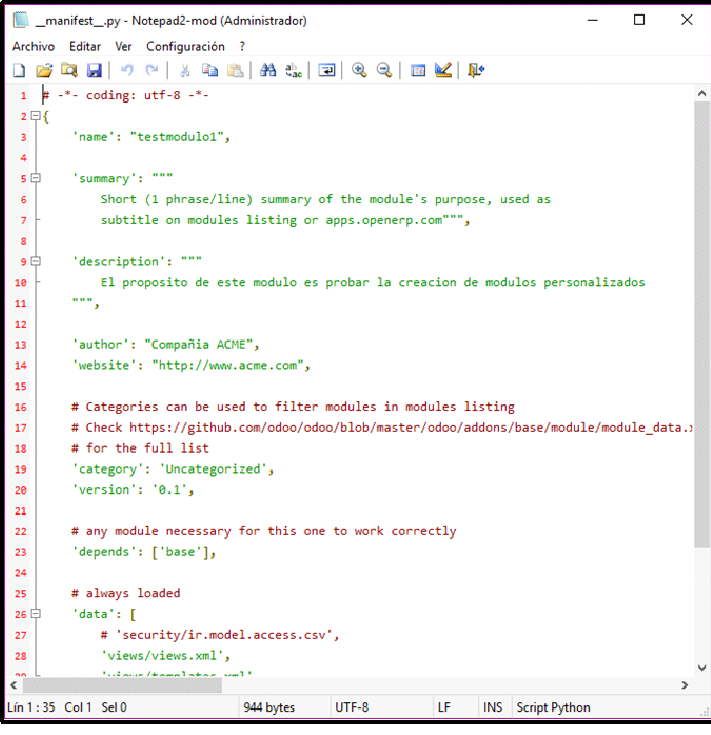 __manifest__.py - Notepad2-mod (Administrador)
Archivo Editar Ver Configuración ?
1 # -*- coding: utf-8 -*-
2 {
3 'name': "testmodulo1",
4
5 'summary': """
6 Short (1 phrase/line) summary of the module's purpose, used as
7 subtitle on modules listing or apps.openerp.com""",
8
9 'description': """
10 El proposito de este modulo es probar la creacion de modulos personalizados
11 """,
12
13 'author': "Compañia ACME",
14 'website': "http://www.acme.com",
15
16 # Categories can be used to filter modules in modules listing
17 # Check https://github.com/odoo/odoo/blob/master/odoo/addons/base/module/module_data.x
18 # for the full list
19 'category': 'Uncategorized',
20 'version': '0.1',
21
22 # any module necessary for this one to work correctly
23 'depends': ['base'],
24
25 # always loaded
26 'data': [
27 # 'security/ir.model.access.csv',
28 'views/views.xml',
29 'views/templates.xml'
Lín 1 : 35 Col 1 Sel 0 944 bytes UTF-8 LF INS Script Python